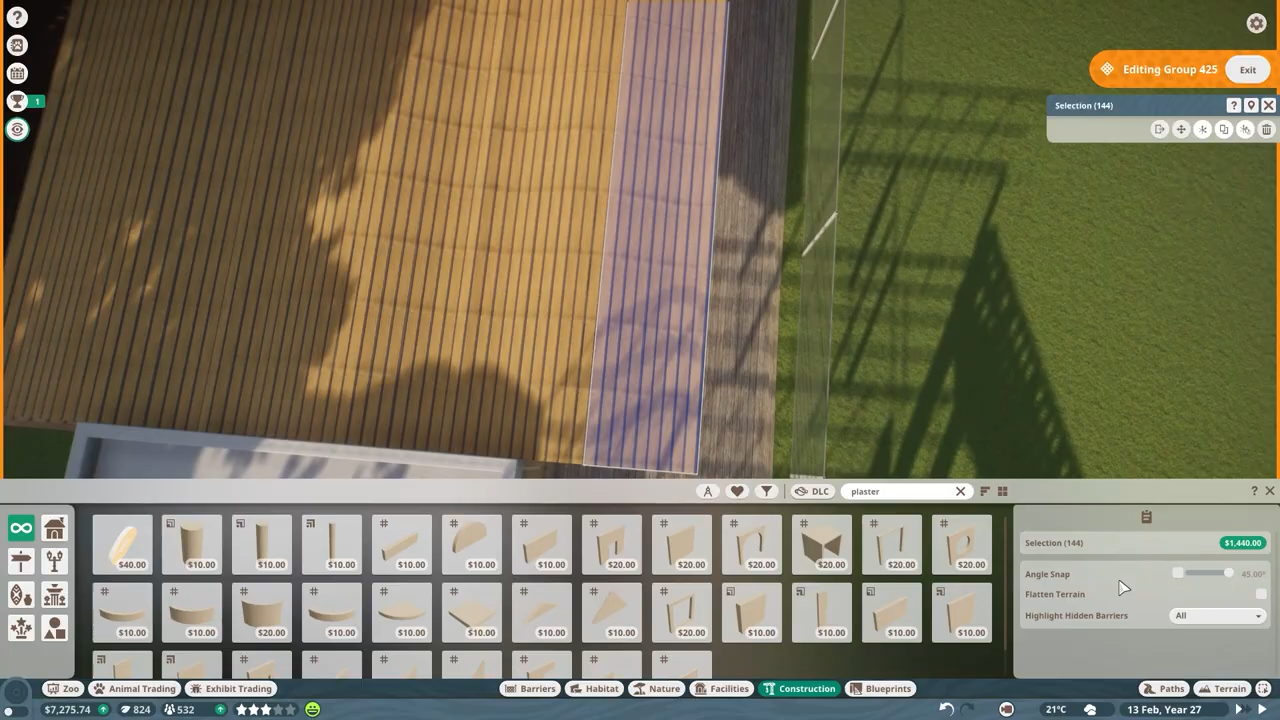 ?
1
Editing Group 425
Exit
Selection (144)
?
DLC
plaster
?
$40.00
$10.00
$10.00
$10.00
$10.00
$10.00
$10.00
$20.00
$20.00
$20.00
$20.00
$20.00
$20.00
$10.00
$10.00
$20.00
$10.00
$10.00
$10.00
$10.00
$10.00
$20.00
$10.00
$10.00
$10.00
$10.00
Selection (144)
$1,440.00
Angle Snap
45.00°
Flatten Terrain
Highlight Hidden Barriers
All
Zoo
Animal Trading
Exhibit Trading
Barriers
Habitat
Nature
Facilities
Construction
Blueprints
Paths
Terrain
$7,275.74
824
532
21°C
13 Feb, Year 27